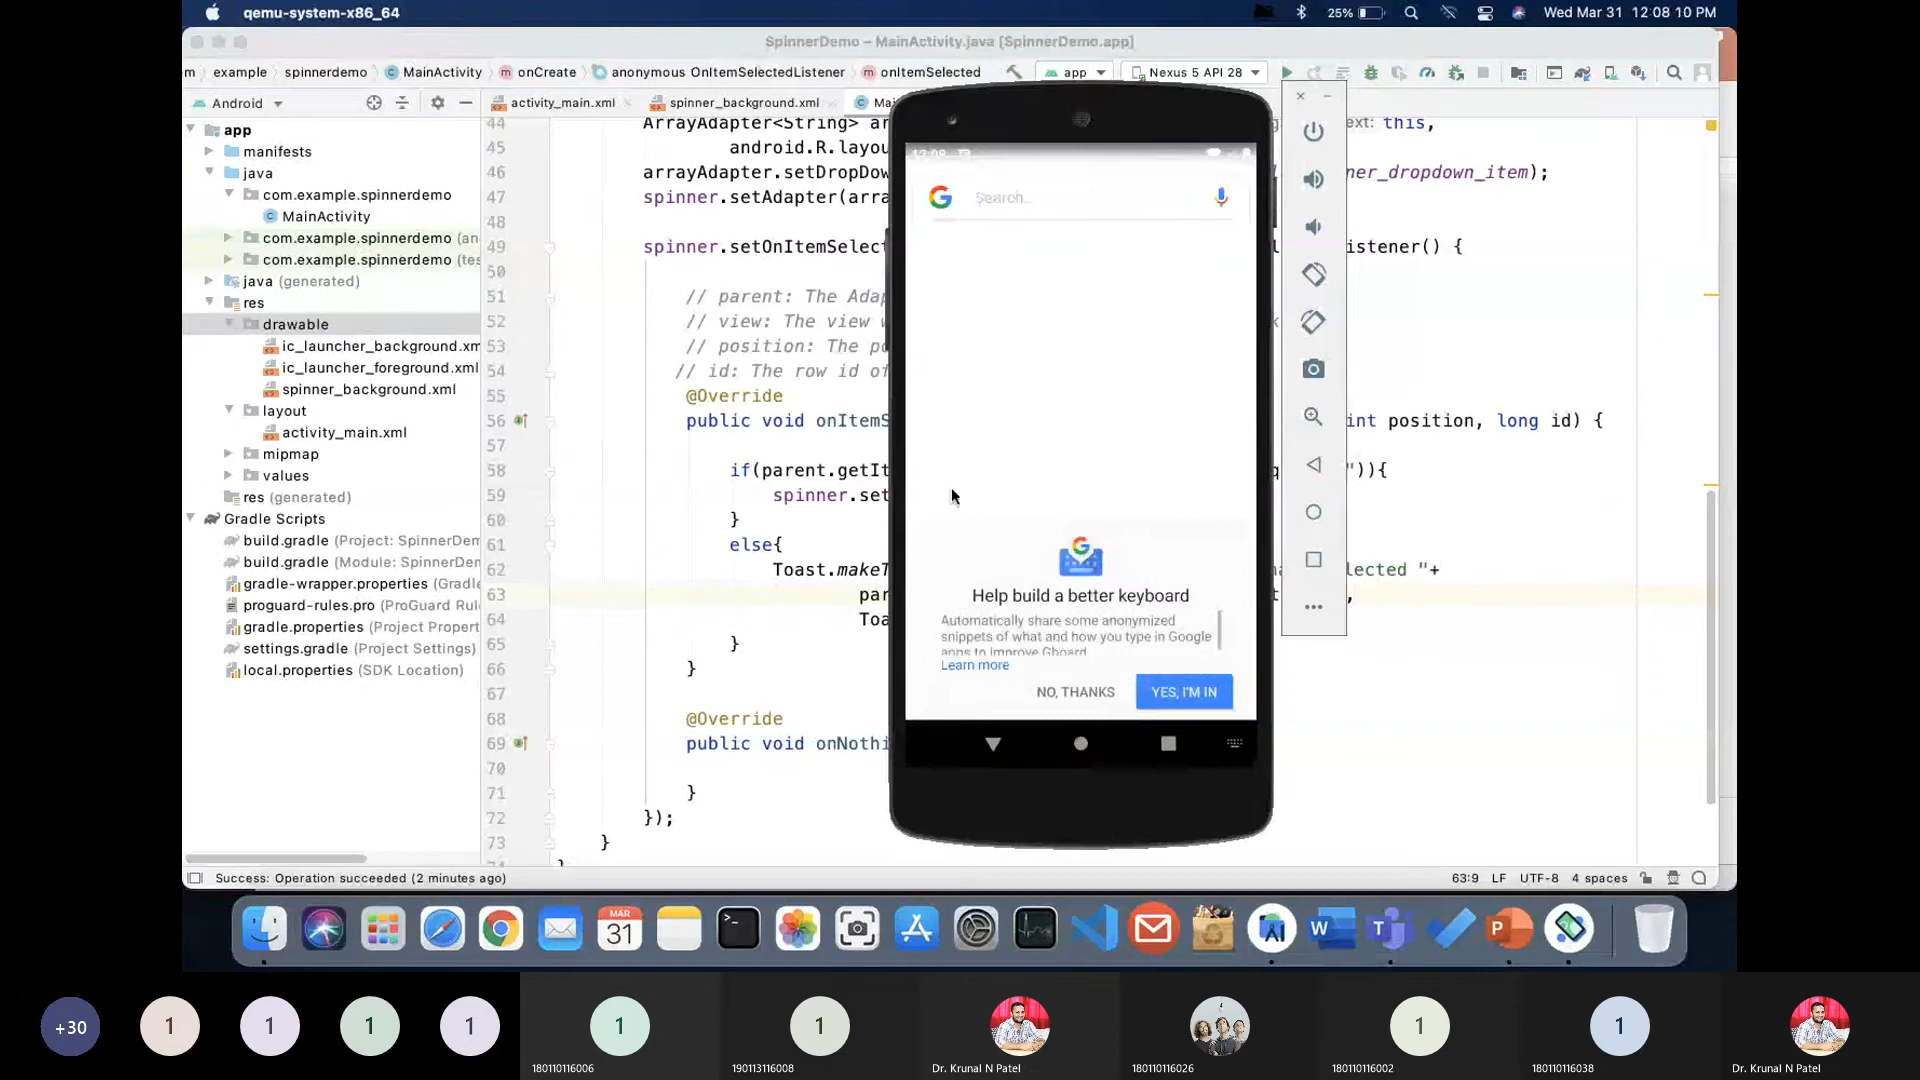 qemu-system-x86_64
25%
Wed Mar 31 12:08:10 PM
SpinnerDemo – MainActivity.java [SpinnerDemo.app]
m example spinnerdemo MainActivity onCreate anonymous OnItemSelectedListener onItemSelected app Nexus 5 API 28
Android
activity_main.xml
spinner_background.xml
Mai
app
manifests
java
com.example.spinnerdemo
MainActivity
com.example.spinnerdemo (an
com.example.spinnerdemo (tes
java (generated)
res
drawable
ic_launcher_background.xm
ic_launcher_foreground.xml
spinner_background.xml
layout
activity_main.xml
mipmap
values
res (generated)
Gradle Scripts
build.gradle (Project: SpinnerDem
build.gradle (Module: SpinnerDem
gradle-wrapper.properties (Gradle
proguard-rules.pro (ProGuard Rul
gradle.properties (Project Propert
settings.gradle (Project Settings)
local.properties (SDK Location)
44 ArrayAdapter<String> ar ext: this,
45 android.R.layou
46 arrayAdapter.setDropDow ner_dropdown_item);
47 spinner.setAdapter(arra
48
49 spinner.setOnItemSelect istener() {
50
51 // parent: The Adap
52 // view: The view w
53 // position: The po
54 // id: The row id of
55 @Override
56 public void onItemS int position, long id) {
57
58 if(parent.getIt ")){
59 spinner.set
60 }
61 else{
62 Toast.makeT lected "+
63 par ,
64 Toa
65 }
66 }
67
68 @Override
69 public void onNothi
70
71 }
72 });
73 }
Search...
Help build a better keyboard
Automatically share some anonymized
snippets of what and how you type in Google
apps to improve Gboard
Learn more
NO, THANKS
YES, I'M IN
Success: Operation succeeded (2 minutes ago)
63:9 LF UTF-8 4 spaces
MAR
31
+30
1
1
1
1
1
1
1
1
180110116006
190113116008
Dr. Krunal N Patel
180110116026
180110116002
180110116038
Dr. Krunal N Patel